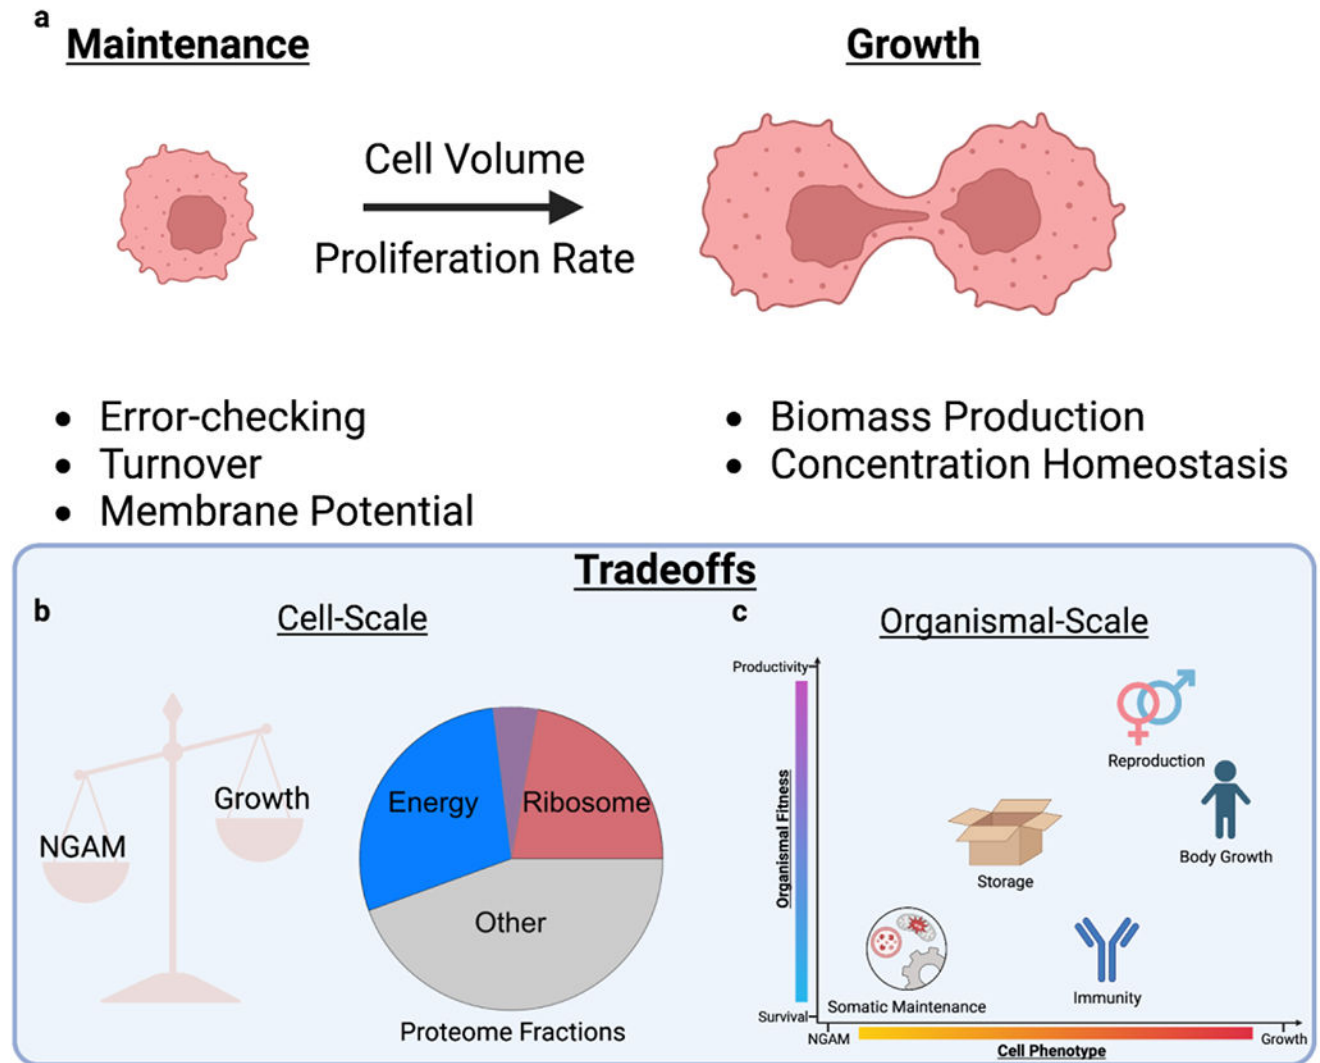 a
Maintenance
Growth
Cell Volume
Proliferation Rate
• Error-checking
• Turnover
• Membrane Potential
• Biomass Production
• Concentration Homeostasis
Tradeoffs
b
Cell-Scale
NGAM
Growth
Energy
Ribosome
Other
Proteome Fractions
c
Organismal-Scale
Productivity
Organismal Fitness
Survival
Reproduction
Body Growth
Storage
Somatic Maintenance
Immunity
NGAM
Growth
Cell Phenotype